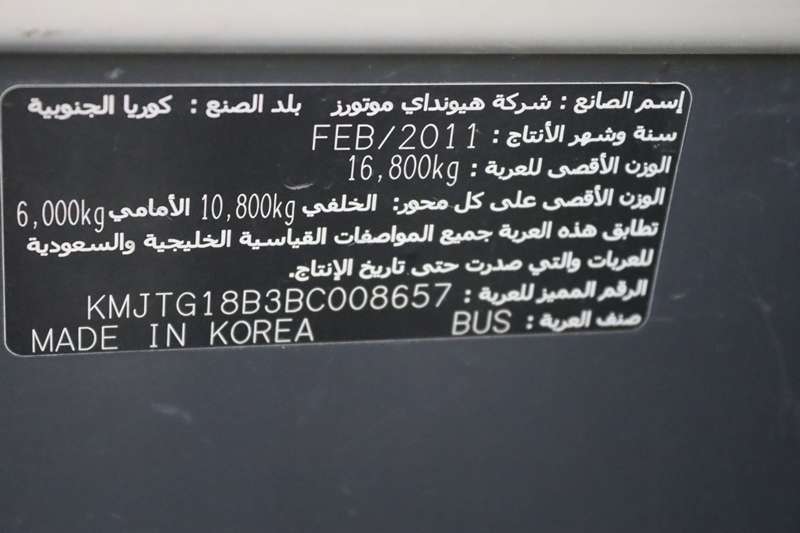 إسم الصانع : شركة هيونداي موتورز بلد الصنع : كوريا الجنوبية
سنة وشهر الأنتاج : FEB/2011
الوزن الأقصى للعربة : 16,800kg
الوزن الأقصى على كل محور: الخلفي 10,800kg الأمامي 6,000kg
تطابق هذه العربة جميع المواصفات القياسية الخليجية والسعودية
للعربات والتي صدرت حتى تاريخ الإنتاج.
الرقم المميز للعربة : KMJTG18B3BC008657
صنف العربة : BUS MADE IN KOREA